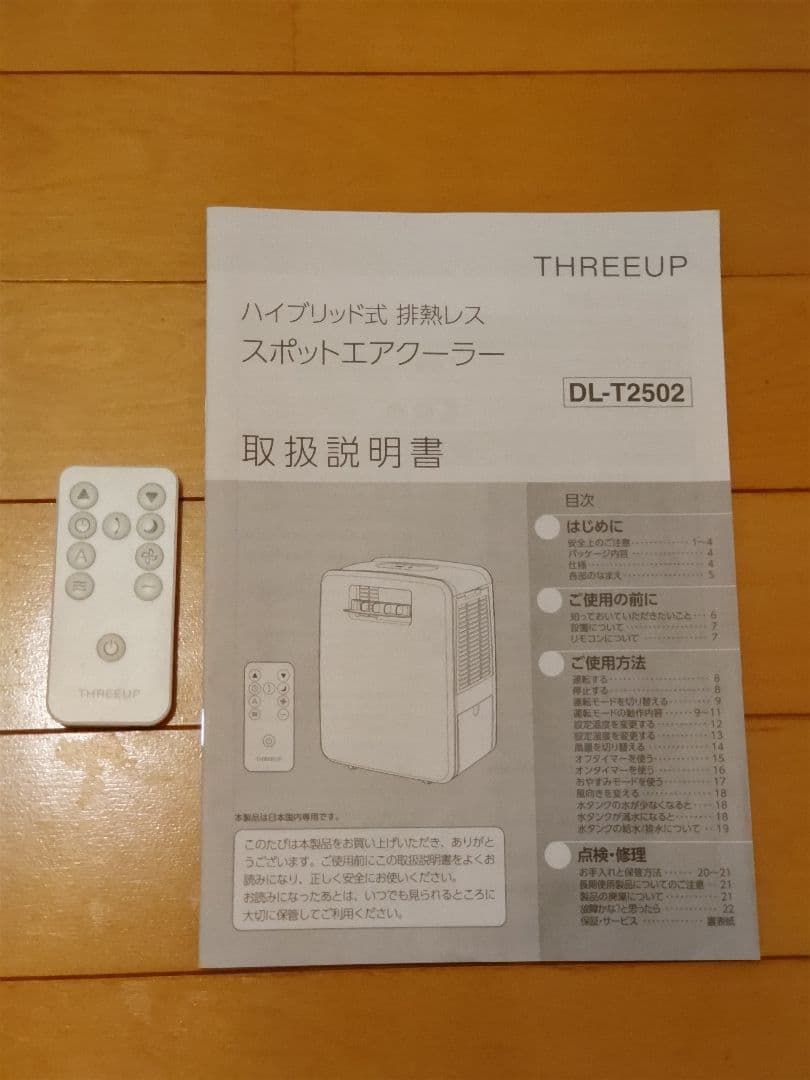 THREEUP
ハイブリッド式 排熱レス
スポットエアクーラー
DL-T2502
取扱説明書
目次
はじめに
安全上のご注意 1~4
パッケージ内容 4
仕様 4
各部のなまえ 5
ご使用の前に
知っておいていただきたいこと 6
設置について 7
リモコンについて 7
ご使用方法
運転する 8
停止する 8
運転モードを切り替える 9
運転モードの動作内容 9~11
設定温度を変更する 12
設定湿度を変更する 13
風量を切り替える 14
オフタイマーを使う 15
オンタイマーを使う 16
おやすみモードを使う 17
風向きを変える 18
水タンクの水が少なくなると 18
水タンクが満水になると 18
水タンクの給水/排水について 19
点検・修理
お手入れと保管方法 20~21
長期使用製品についてのご注意 21
製品の廃棄について 21
故障かな?と思ったら 22
保証・サービス 裏表紙
THREEUP
本製品は日本国内専用です。
このたびは本製品をお買い上げいただき、ありがと
うございます。ご使用前にこの取扱説明書をよくお
読みになり、正しく安全にお使いください。
お読みになったあとは、いつでも見られるところに
大切に保管してご利用ください。
THREEUP